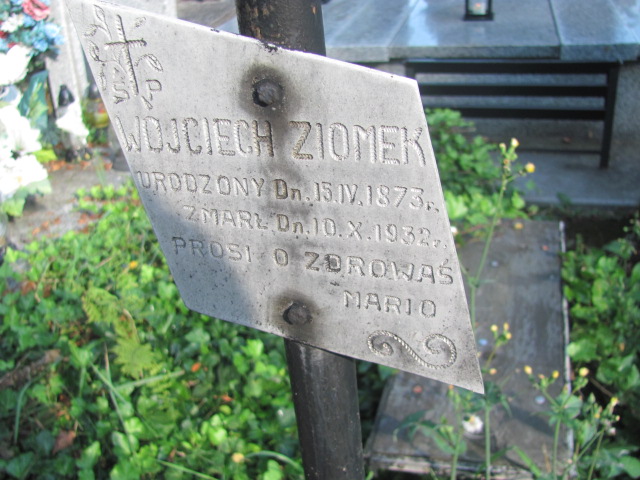 Ś P
WOJCIECH ZIOMEK
URODZONY Dn. 15.IV.1873r.
ZMARŁ Dn. 10.X.1932r.
PROSI O ZDROWAŚ
MARIO